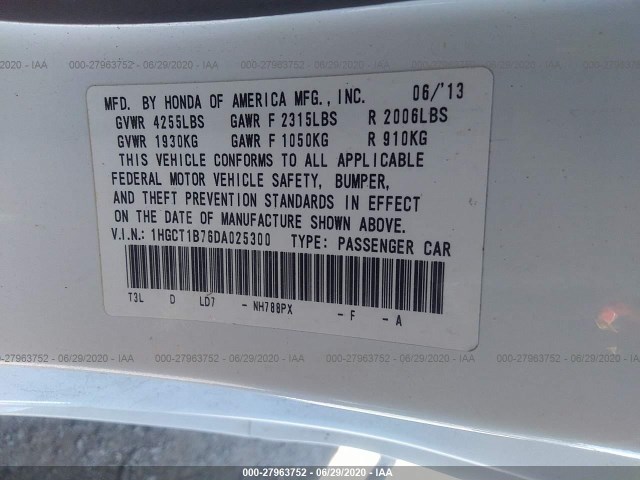 000-27963752 - 06/29/2020 - IAA
MFD. BY HONDA OF AMERICA MFG., INC. 06/'13
GVWR 4255LBS GAWR F 2315LBS R 2006LBS
GVWR 1930KG GAWR F 1050KG R 910KG
THIS VEHICLE CONFORMS TO ALL APPLICABLE
FEDERAL MOTOR VEHICLE SAFETY, BUMPER,
AND THEFT PREVENTION STANDARDS IN EFFECT
ON THE DATE OF MANUFACTURE SHOWN ABOVE.
V.I.N.: 1HGCT1B76DA025300 TYPE: PASSENGER CAR
T3L D LD7 - NH788PX - F - A
000-27963752 - 06/29/2020 - IAA
000-27963752 - 06/29/2020 - IAA